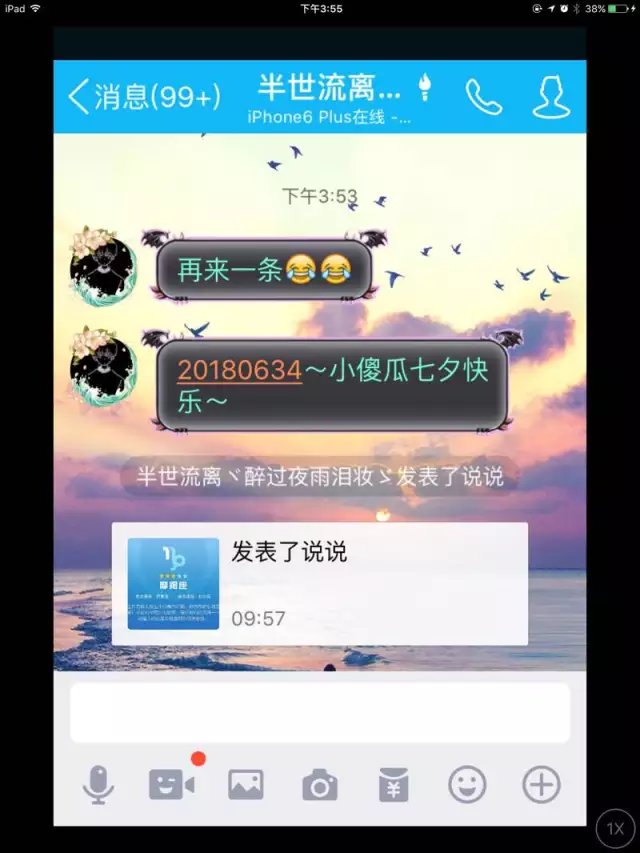 iPad
下午3:55
38%
消息(99+)
半世流离...
iPhone6 Plus在线 -...
下午3:53
再来一条😂😂
20180634～小傻瓜七夕快
乐～
半世流离ヾ醉过夜雨泪妆ゞ发表了说说
发表了说说
摩羯座
09:57
¥
1X